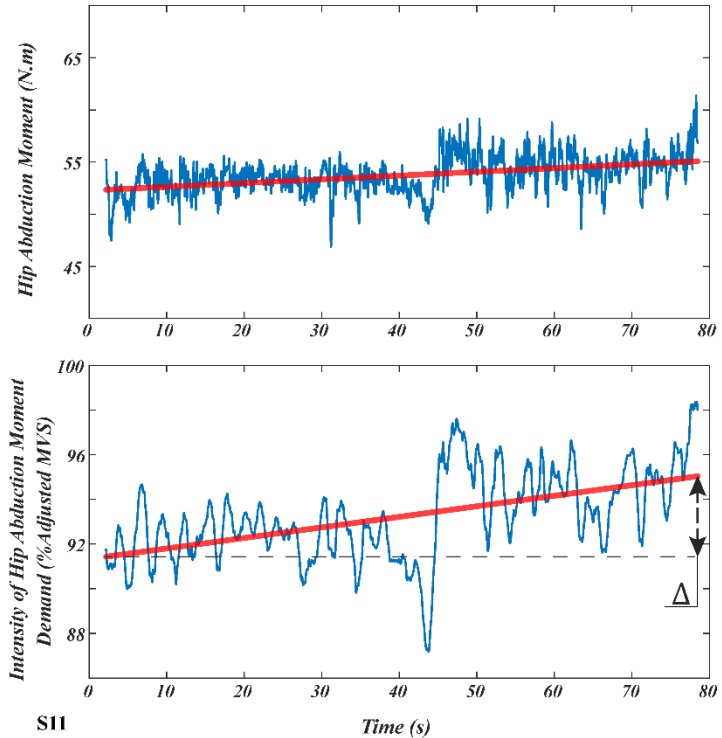 Hip Abduction Moment (N.m)
65
55
45
0 10 20 30 40 50 60 70 80
Intensity of Hip Abduction Moment
Demand (%Adjusted MVS)
100
96
92
88
Δ
0 10 20 30 40 50 60 70 80
S11
Time (s)